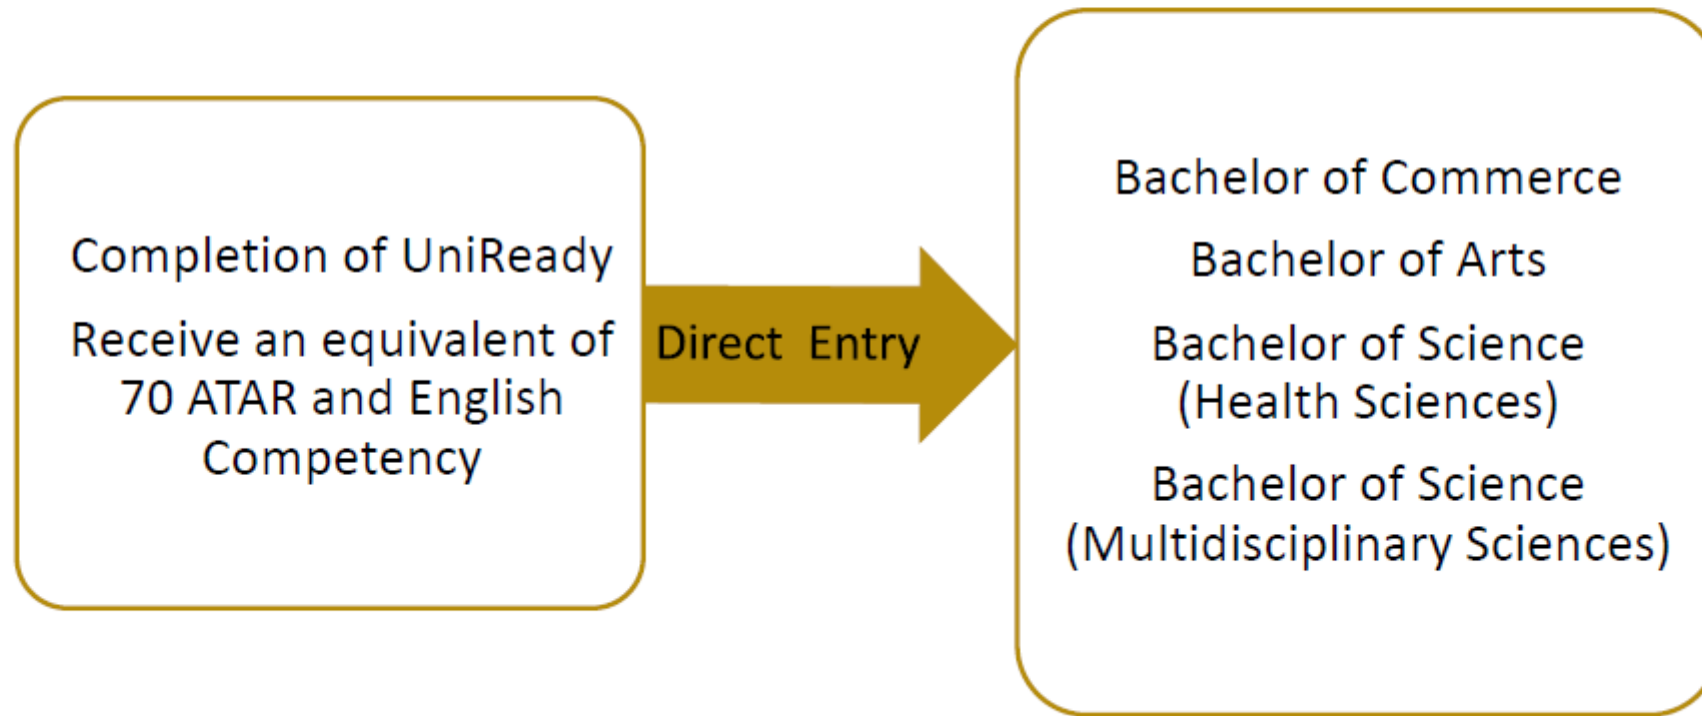 Completion of UniReady
Receive an equivalent of
70 ATAR and English
Competency
Direct Entry
Bachelor of Commerce
Bachelor of Arts
Bachelor of Science
(Health Sciences)
Bachelor of Science
(Multidisciplinary Sciences)